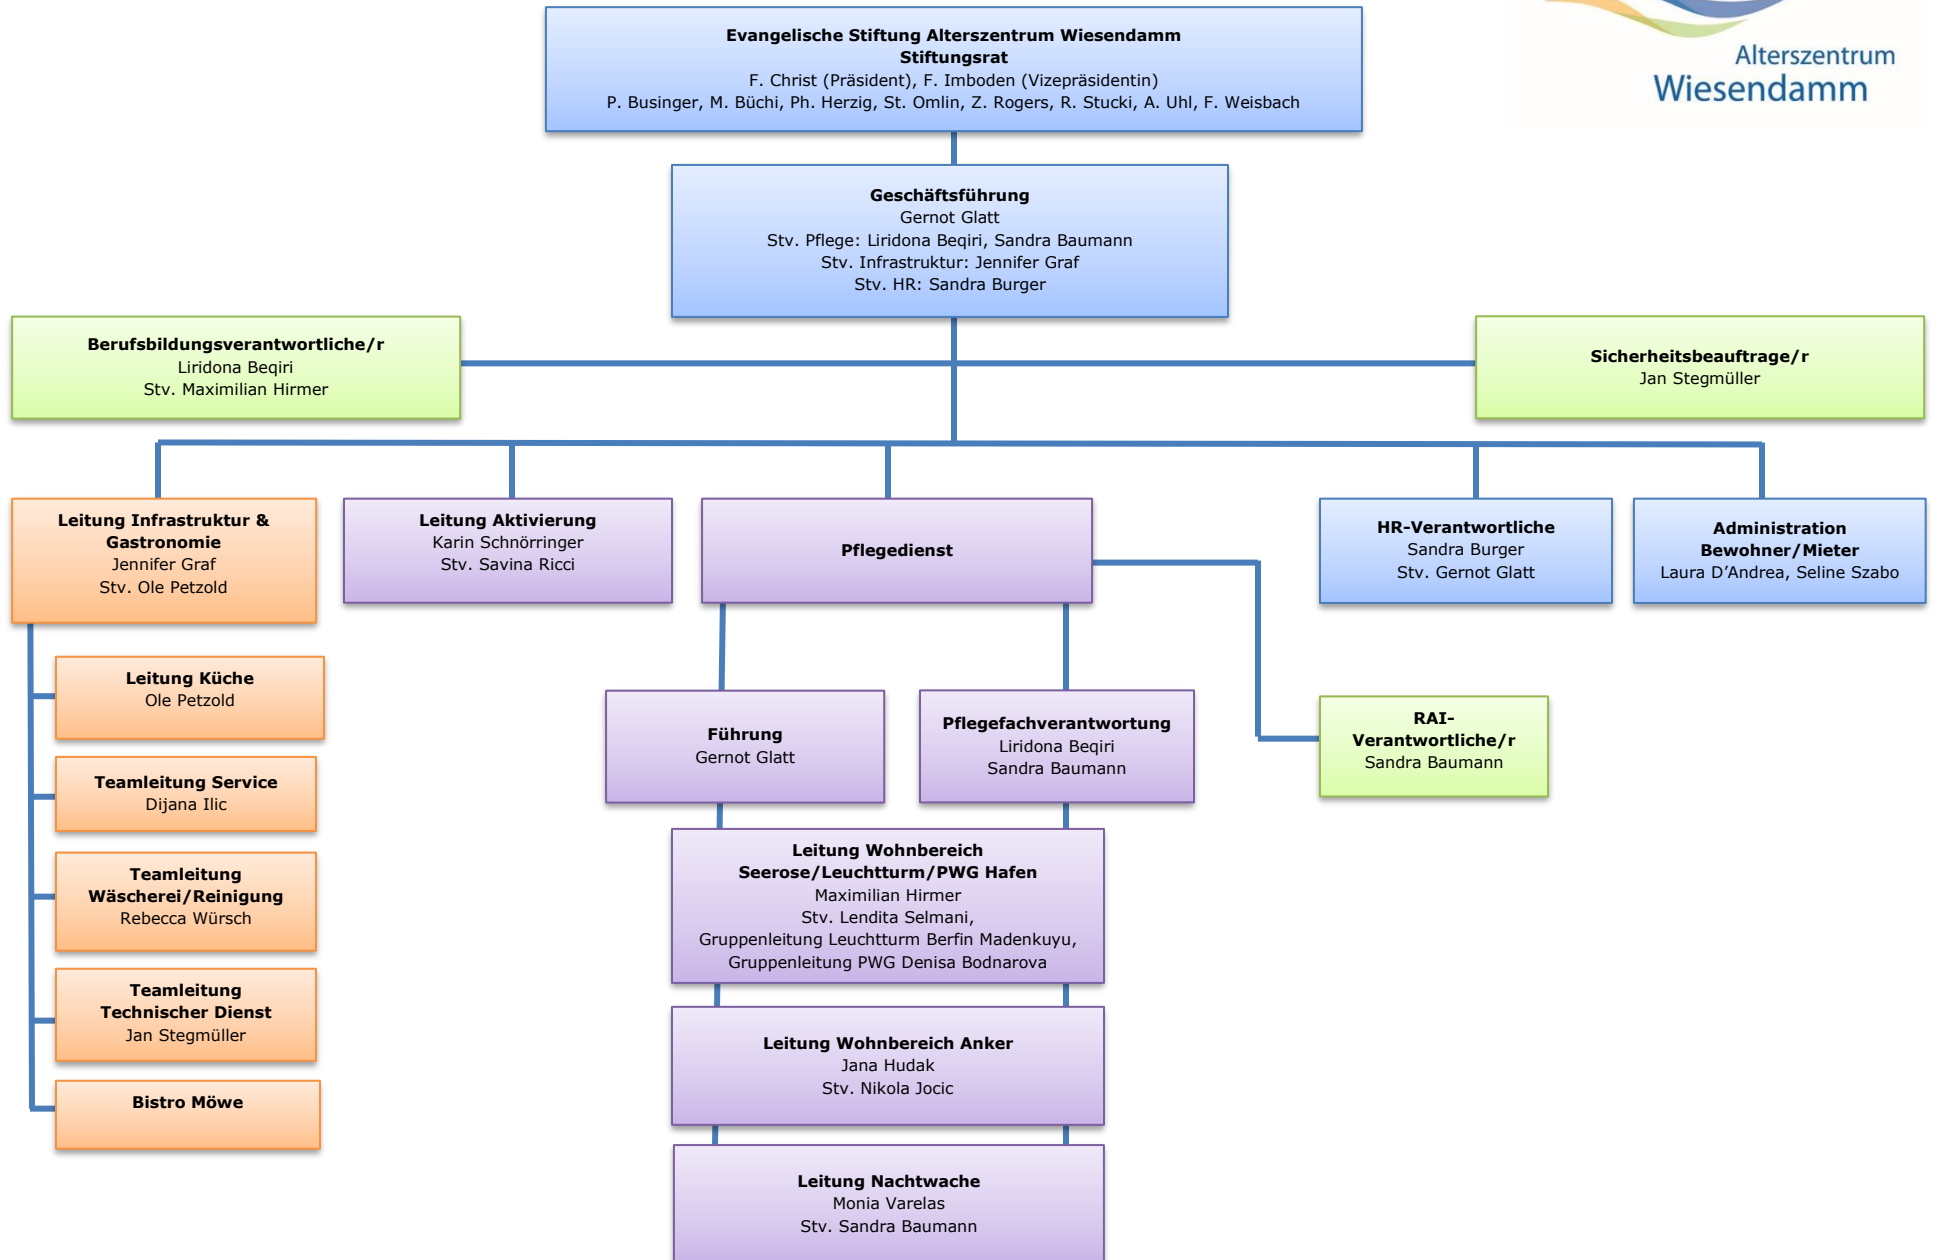 Evangelische Stiftung Alterszentrum Wiesendamm
Stiftungsrat
F. Christ (Präsident), F. Imboden (Vizepräsidentin)
P. Businger, M. Büchi, Ph. Herzig, St. Omlin, Z. Rogers, R. Stucki, A. Uhl, F. Weisbach
Alterszentrum
Wiesendamm
Geschäftsführung
Gernot Glatt
Stv. Pflege: Liridona Beqiri, Sandra Baumann
Stv. Infrastruktur: Jennifer Graf
Stv. HR: Sandra Burger
Berufsbildungsverantwortliche/r
Liridona Beqiri
Stv. Maximilian Hirmer
Sicherheitsbeauftrage/r
Jan Stegmüller
Leitung Infrastruktur &
Gastronomie
Jennifer Graf
Stv. Ole Petzold
Leitung Aktivierung
Karin Schnörringer
Stv. Savina Ricci
Pflegedienst
HR-Verantwortliche
Sandra Burger
Stv. Gernot Glatt
Administration
Bewohner/Mieter
Laura D’Andrea, Seline Szabo
Leitung Küche
Ole Petzold
Teamleitung Service
Dijana Ilic
Teamleitung
Wäscherei/Reinigung
Rebecca Würsch
Teamleitung
Technischer Dienst
Jan Stegmüller
Bistro Möwe
Führung
Gernot Glatt
Pflegefachverantwortung
Liridona Beqiri
Sandra Baumann
RAI-
Verantwortliche/r
Sandra Baumann
Leitung Wohnbereich
Seerose/Leuchtturm/PWG Hafen
Maximilian Hirmer
Stv. Lendita Selmani,
Gruppenleitung Leuchtturm Berfin Madenkuyu,
Gruppenleitung PWG Denisa Bodnarova
Leitung Wohnbereich Anker
Jana Hudak
Stv. Nikola Jocic
Leitung Nachtwache
Monia Varelas
Stv. Sandra Baumann